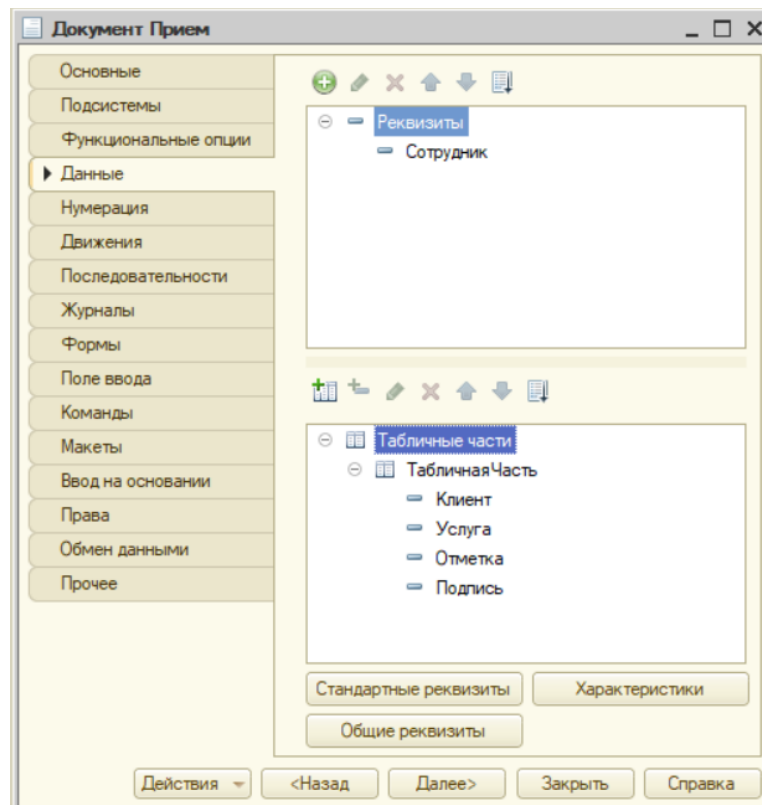 Документ Прием
Основные
Подсистемы
Функциональные опции
Данные
Нумерация
Движения
Последовательности
Журналы
Формы
Поле ввода
Команды
Макеты
Ввод на основании
Права
Обмен данными
Прочее
Реквизиты
Сотрудник
Табличные части
ТабличнаяЧасть
Клиент
Услуга
Отметка
Подпись
Стандартные реквизиты
Характеристики
Общие реквизиты
Действия
<Назад
Далее>
Закрыть
Справка